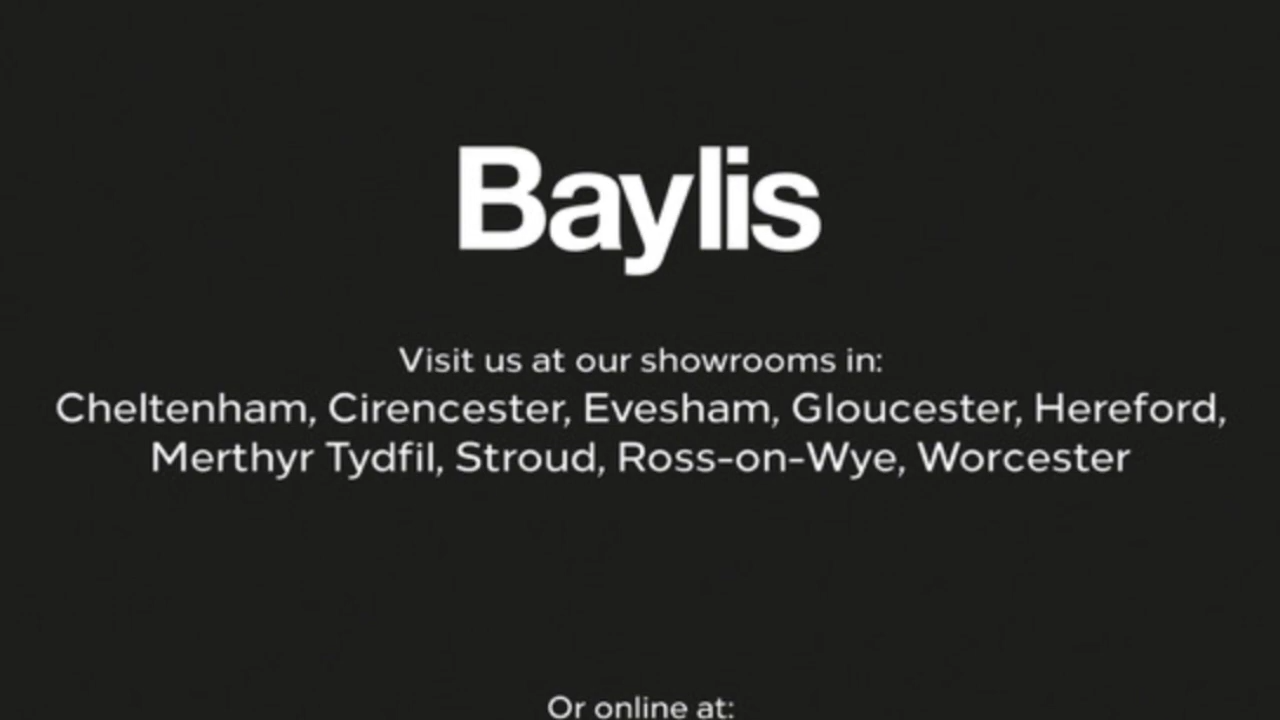 Baylis
Visit us at our showrooms in:
Cheltenham, Cirencester, Evesham, Gloucester, Hereford,
Merthyr Tydfil, Stroud, Ross-on-Wye, Worcester
Or online at: